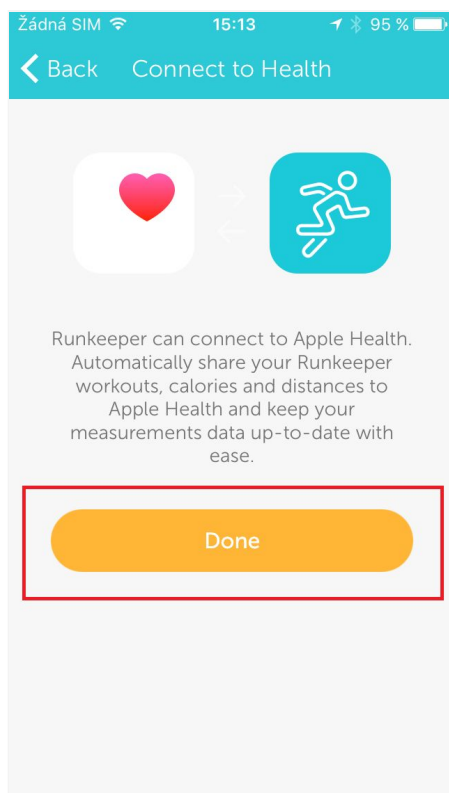 Žádná SIM 15:13 95 %
Back Connect to Health
Runkeeper can connect to Apple Health.
Automatically share your Runkeeper
workouts, calories and distances to
Apple Health and keep your
measurements data up-to-date with
ease.
Done